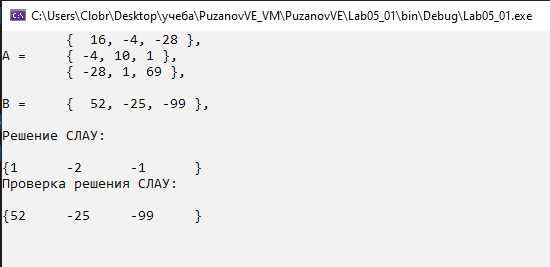 C:\Users\Clobr\Desktop\учеба\PuzanovVE_VM\PuzanovVE\Lab05_01\bin\Debug\Lab05_01.exe
{  16, -4, -28 },
A =     { -4, 10, 1 },
{ -28, 1, 69 },
B =     {  52, -25, -99 },
Решение СЛАУ:
{1      -2      -1      }
Проверка решения СЛАУ:
{52     -25     -99     }